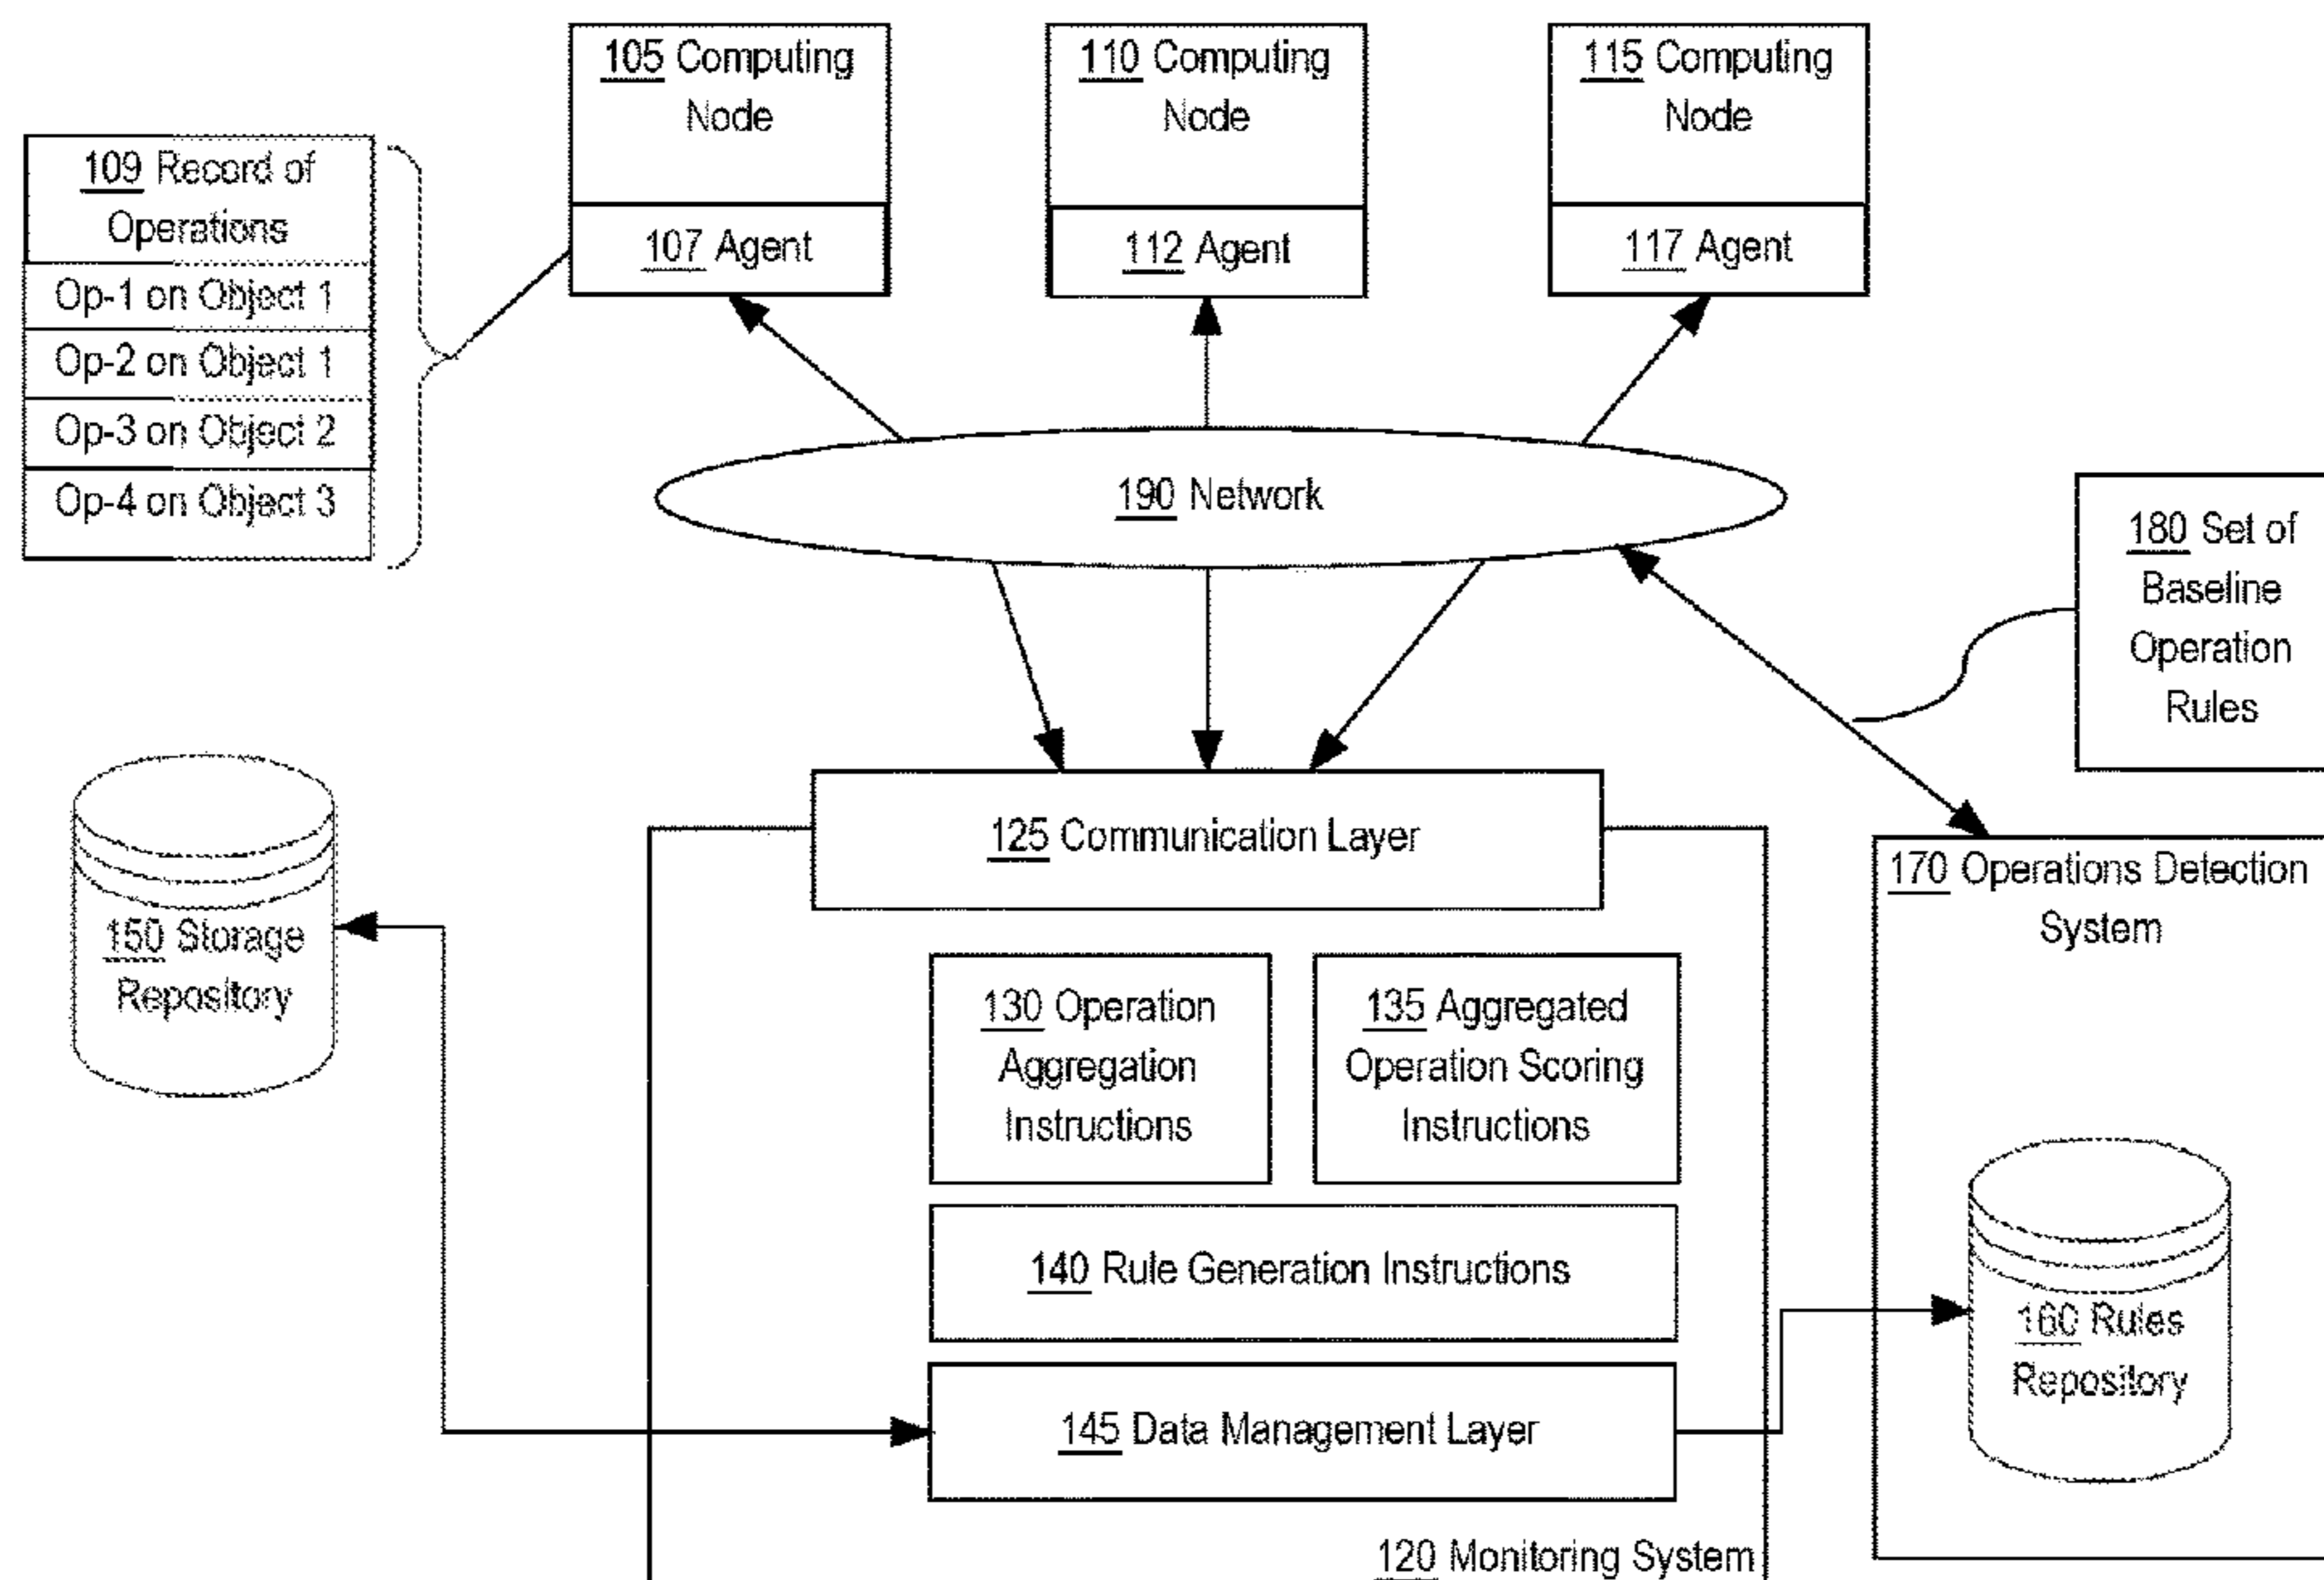 105 Computing
Node
107 Agent
110 Computing
Node
112 Agent
115 Computing
Node
117 Agent
109 Record of
Operations
Op-1 on Object 1
Op-2 on Object 1
Op-3 on Object 2
Op-4 on Object 3
190 Network
180 Set of
Baseline
Operation
Rules
125 Communication Layer
170 Operations Detection
System
150 Storage
Repository
130 Operation
Aggregation
Instructions
135 Aggregated
Operation Scoring
Instructions
140 Rule Generation Instructions
160 Rules
Repository
145 Data Management Layer
120 Monitoring System